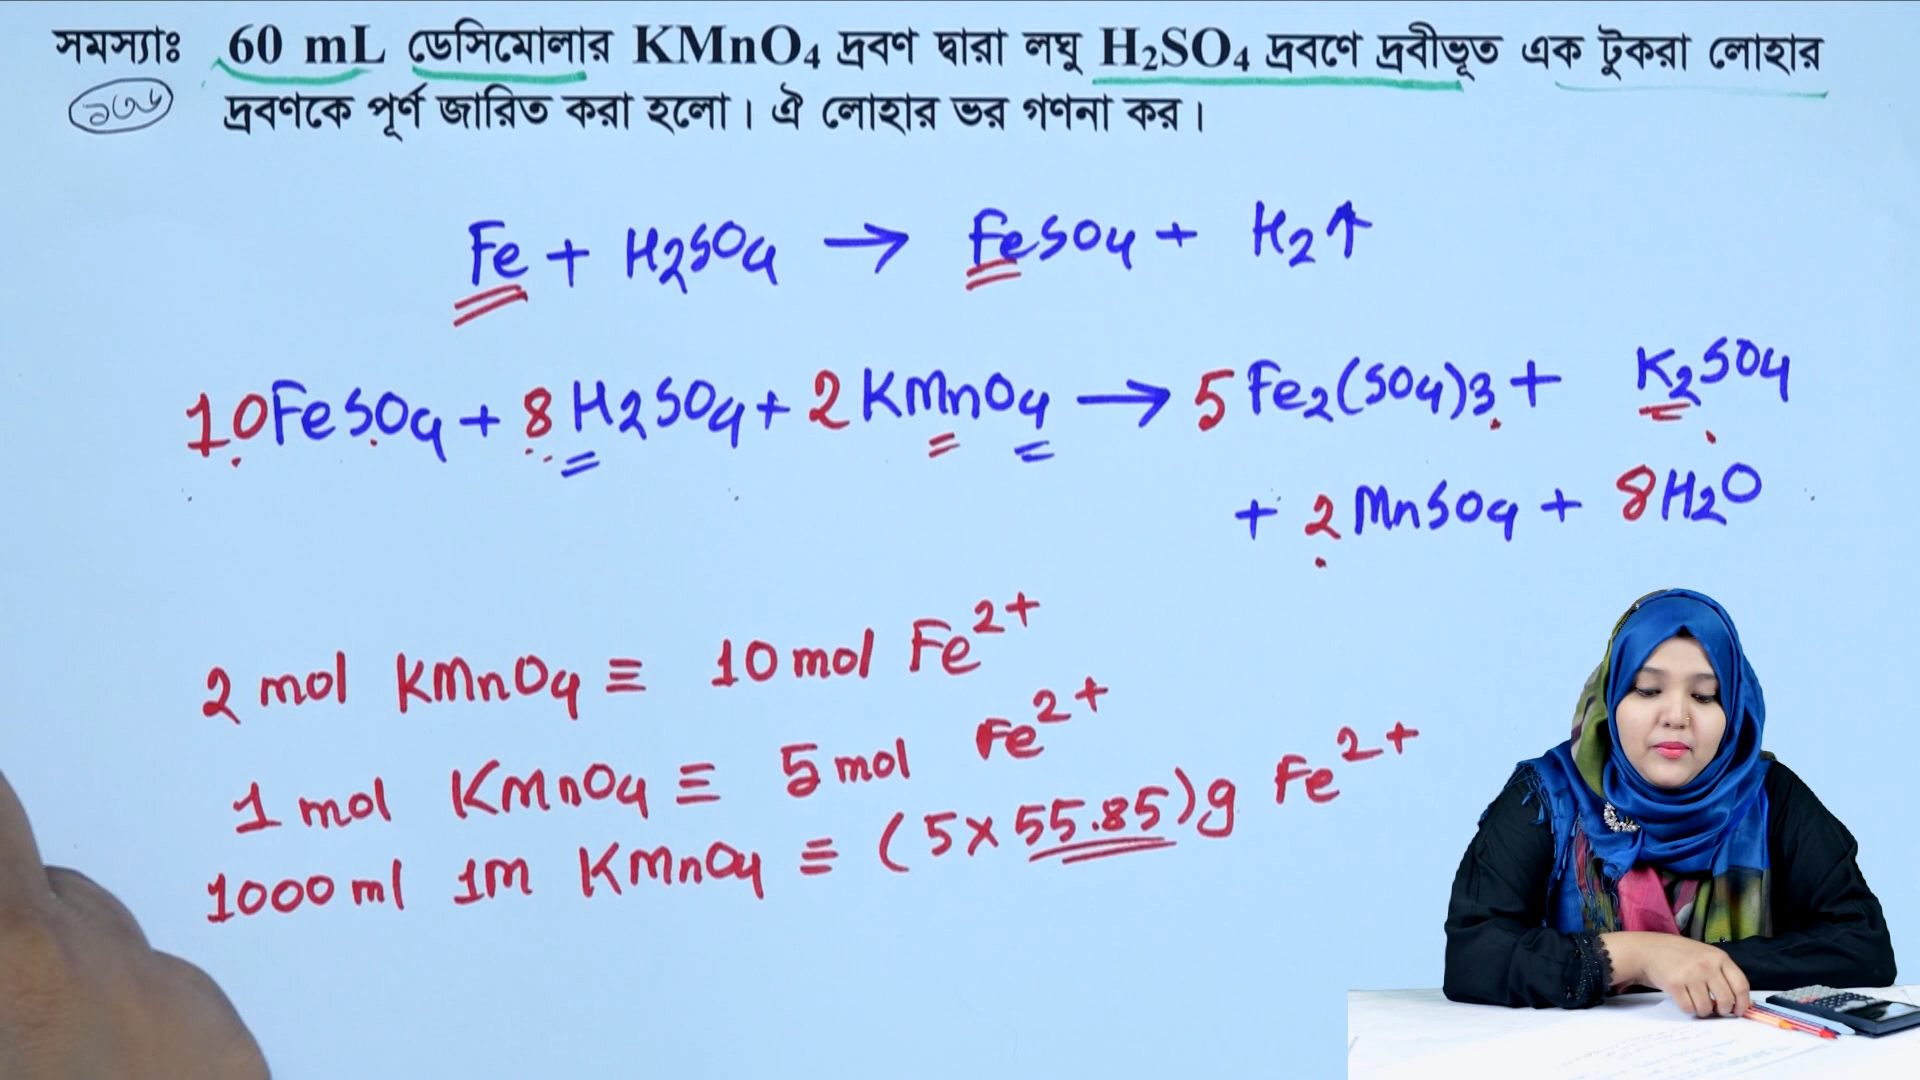 সমস্যাঃ 60 mL ডেসিমোলার KMnO₄ দ্রবণ দ্বারা লঘু H₂SO₄ দ্রবণে দ্রবীভূত এক টুকরা লোহার
১৩৬ দ্রবণকে পূর্ণ জারিত করা হলো। ঐ লোহার ভর গণনা কর।
Fe + H₂SO₄ → FeSO₄ + H₂↑
10FeSO₄ + 8H₂SO₄ + 2KMnO₄ → 5Fe₂(SO₄)₃ + K₂SO₄
+ 2MnSO₄ + 8H₂O
2 mol KMnO₄ ≡ 10 mol Fe²⁺
1 mol KMnO₄ ≡ 5 mol Fe²⁺
1000 ml 1M KMnO₄ ≡ (5×55.85)g Fe²⁺